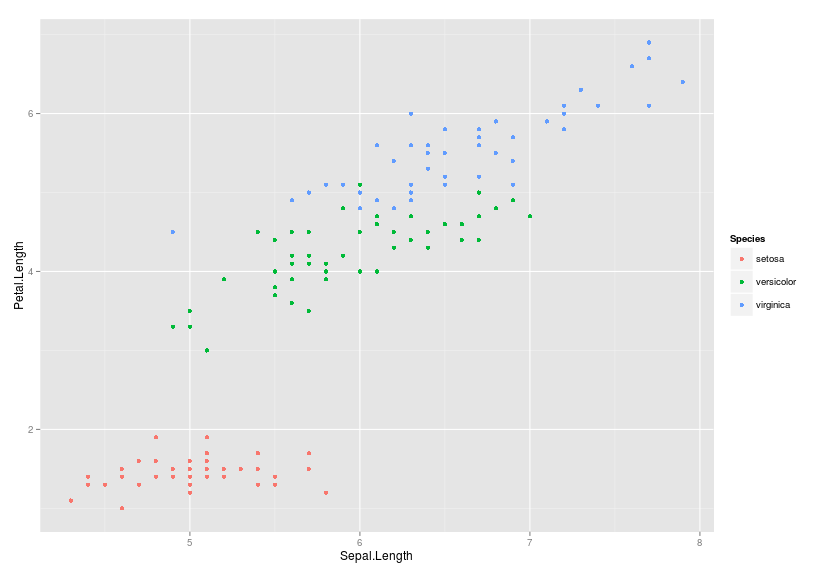 6
4
2
Petal.Length
5
6
7
8
Sepal.Length
Species
setosa
versicolor
virginica